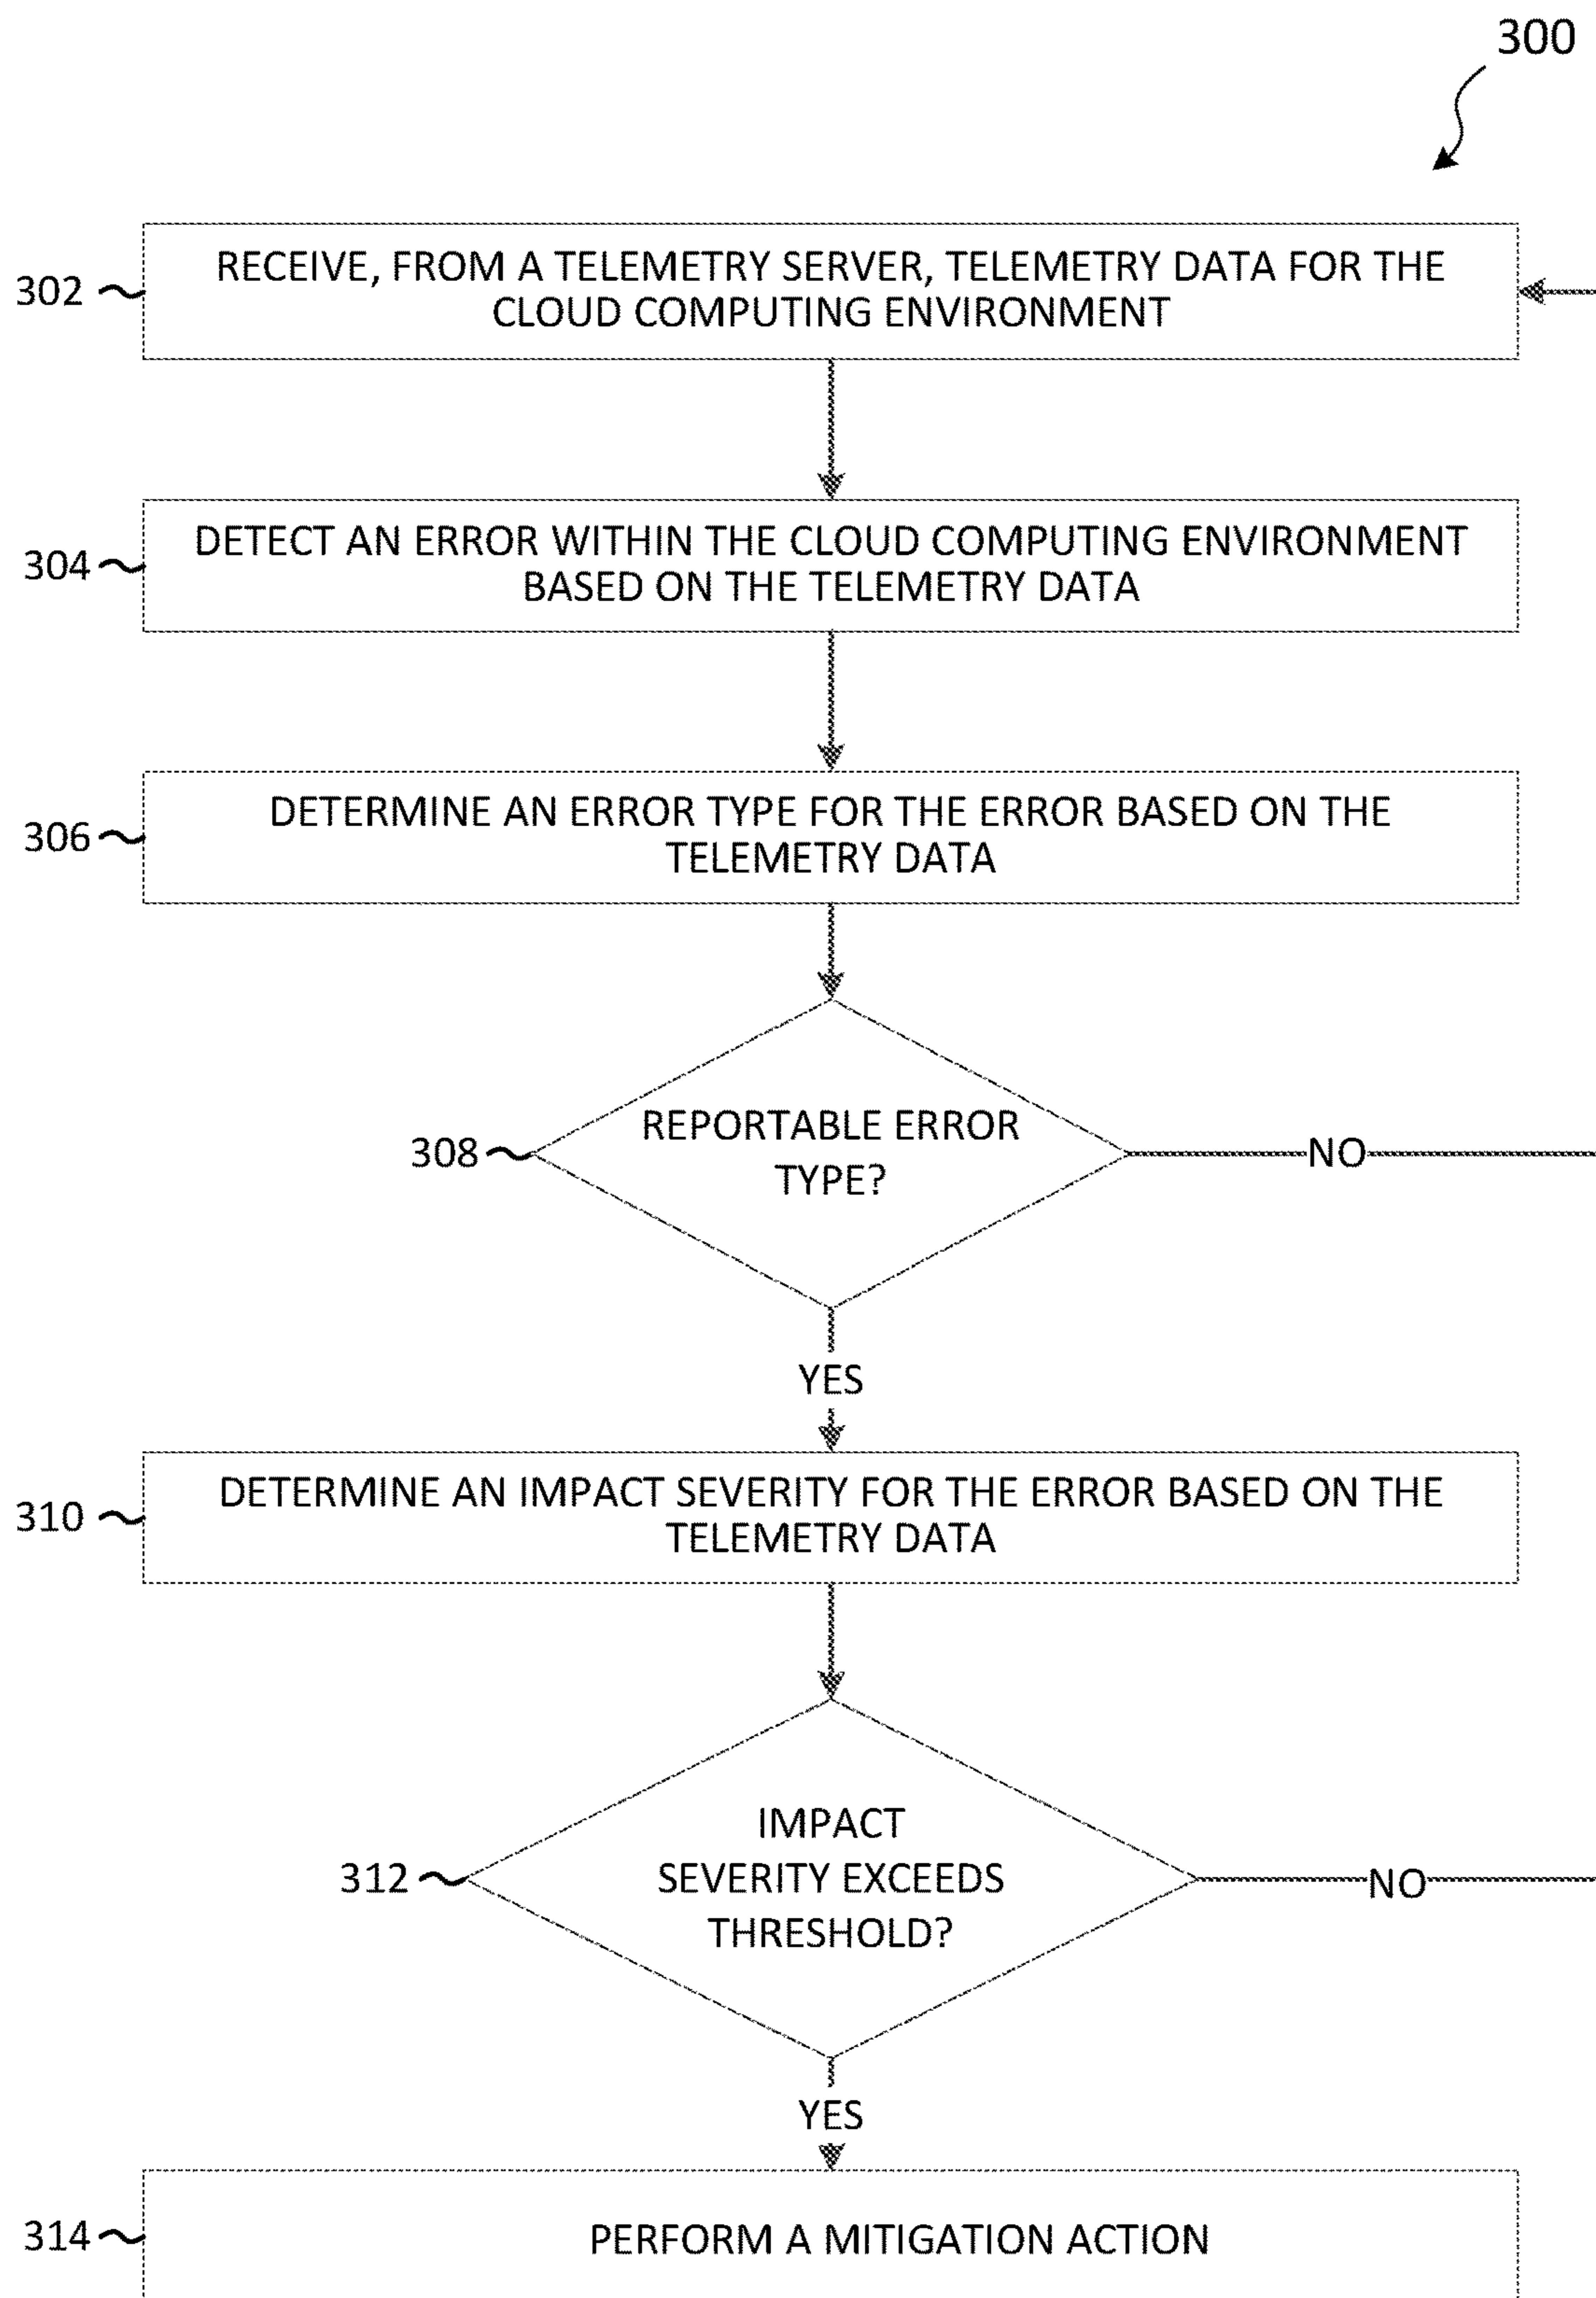 300
302
RECEIVE, FROM A TELEMETRY SERVER, TELEMETRY DATA FOR THE
CLOUD COMPUTING ENVIRONMENT
304
DETECT AN ERROR WITHIN THE CLOUD COMPUTING ENVIRONMENT
BASED ON THE TELEMETRY DATA
306
DETERMINE AN ERROR TYPE FOR THE ERROR BASED ON THE
TELEMETRY DATA
308
REPORTABLE ERROR
TYPE?
NO
YES
310
DETERMINE AN IMPACT SEVERITY FOR THE ERROR BASED ON THE
TELEMETRY DATA
312
IMPACT
SEVERITY EXCEEDS
THRESHOLD?
NO
YES
314
PERFORM A MITIGATION ACTION